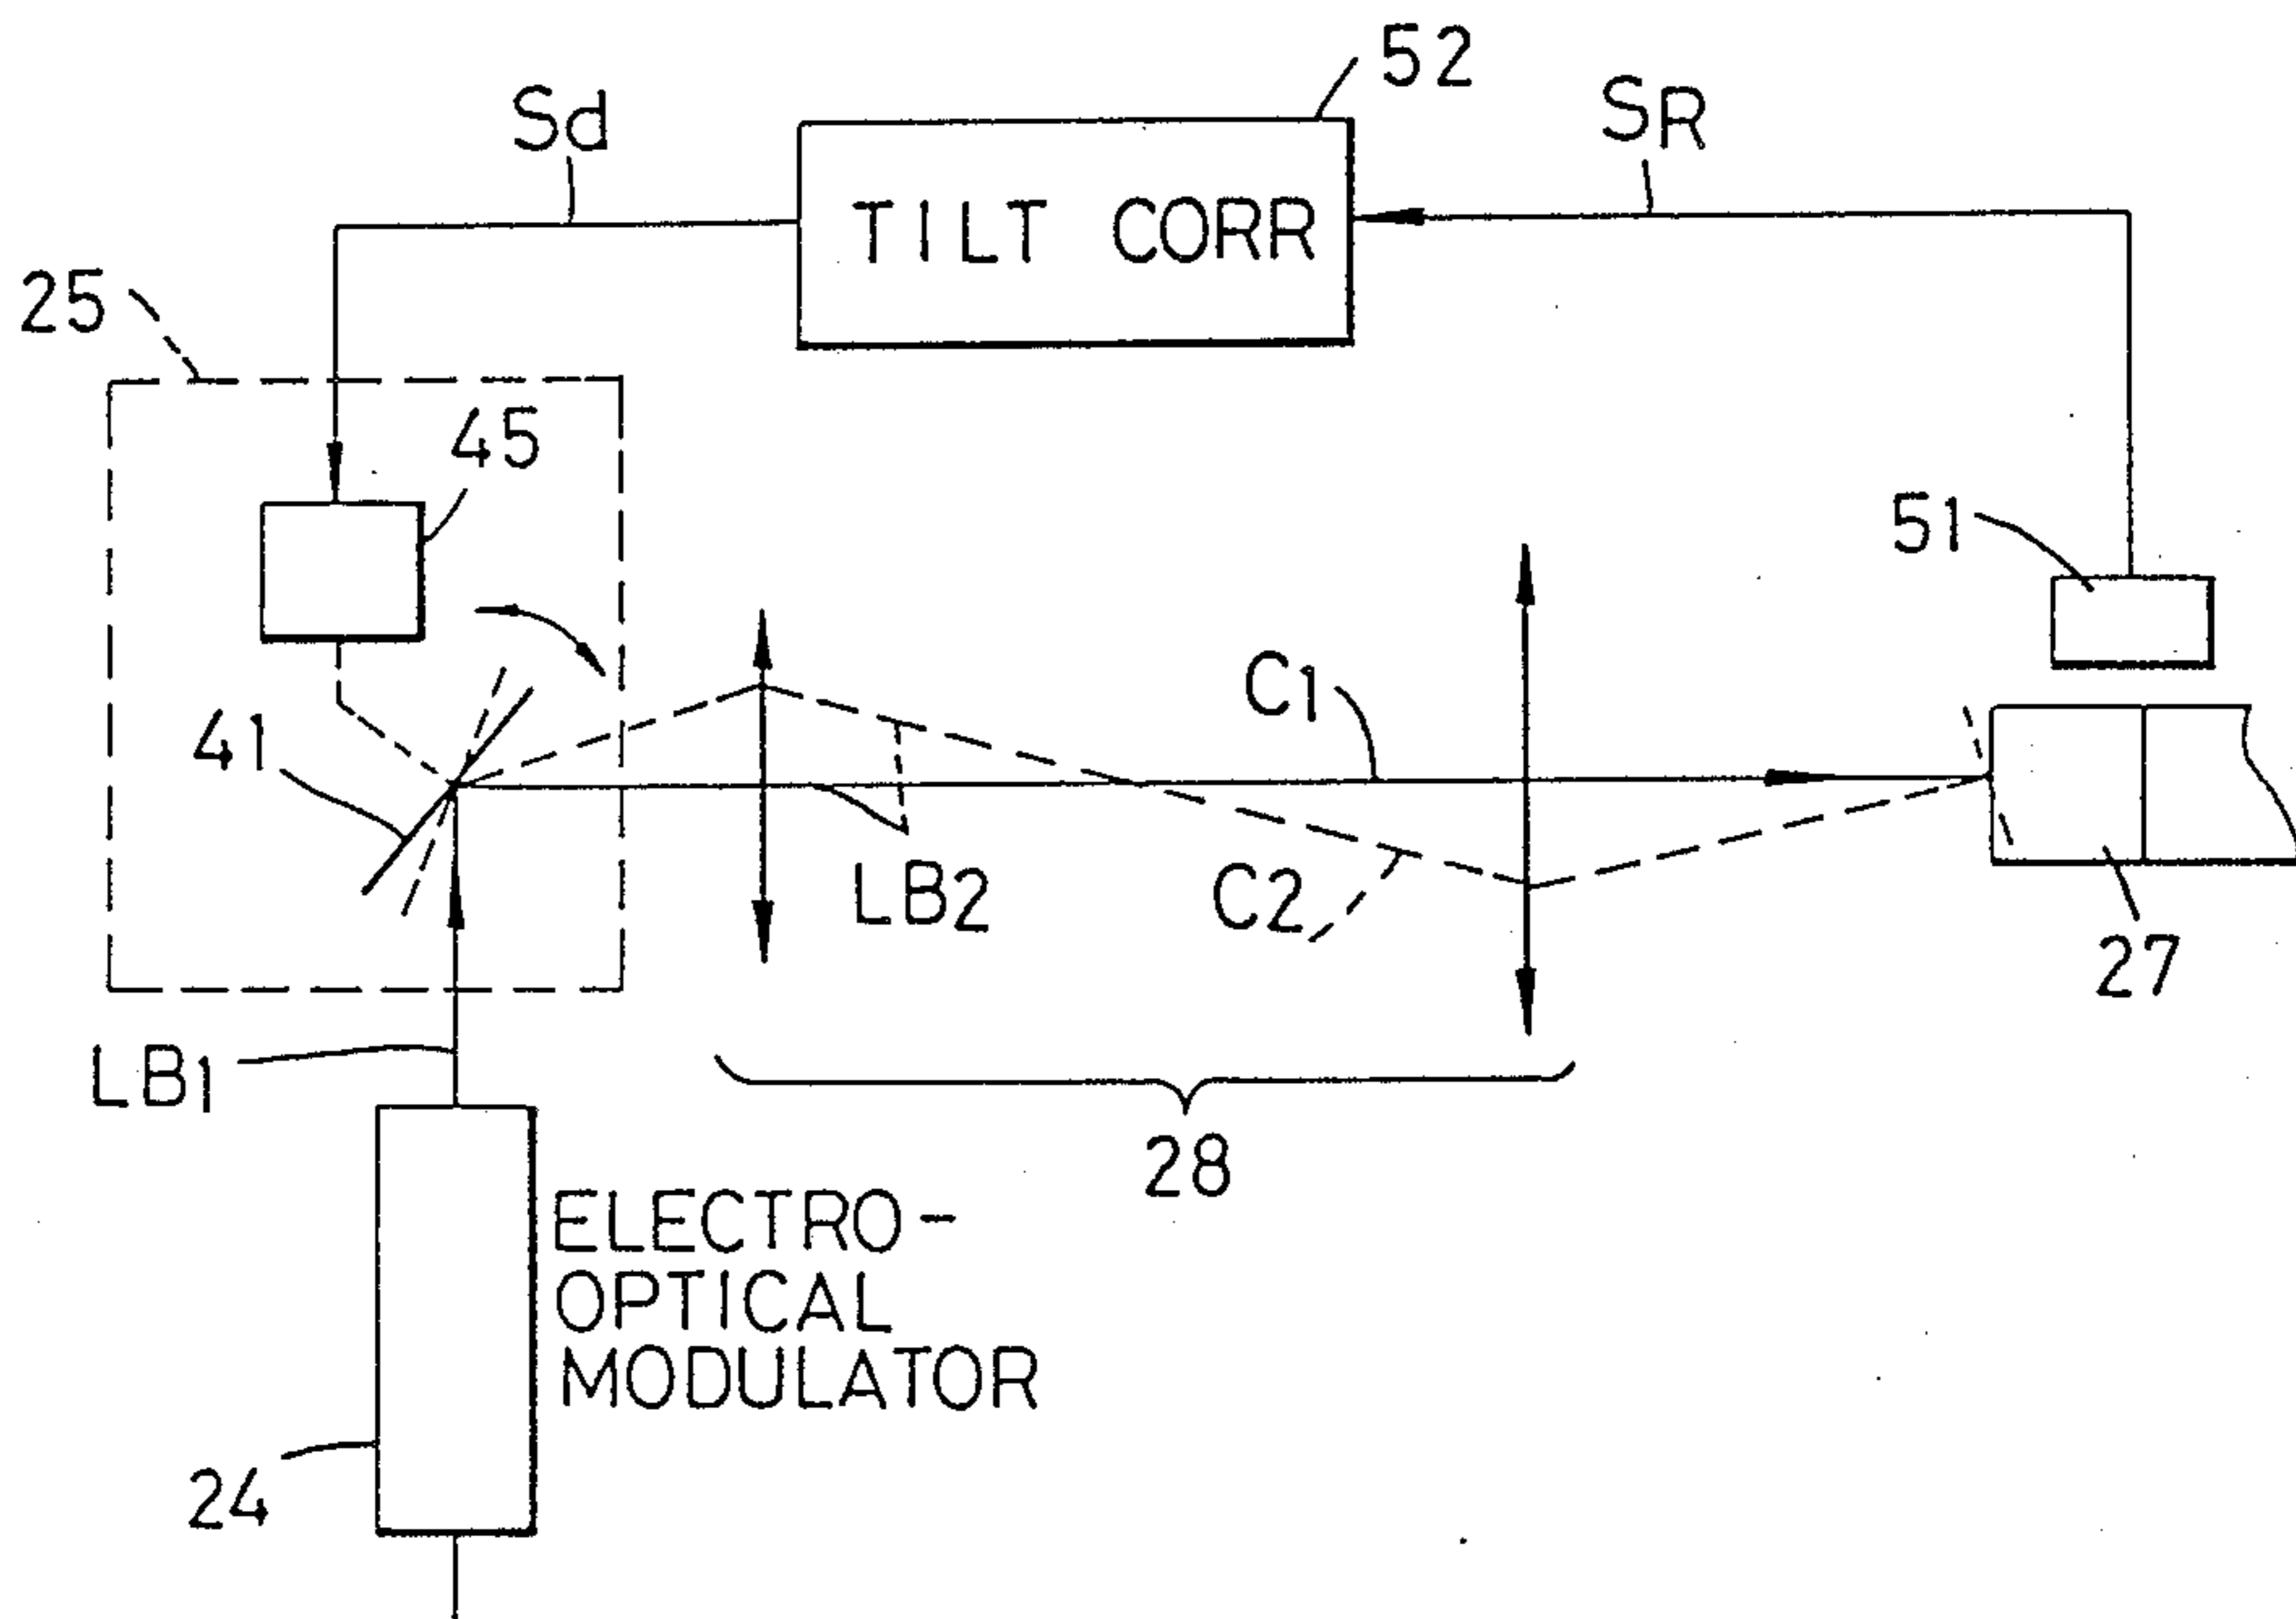 52
Sd
SR
TILT CORR
25
45
51
C1
41
LB2
C2
27
LB1
28
ELECTRO-
OPTICAL
MODULATOR
24